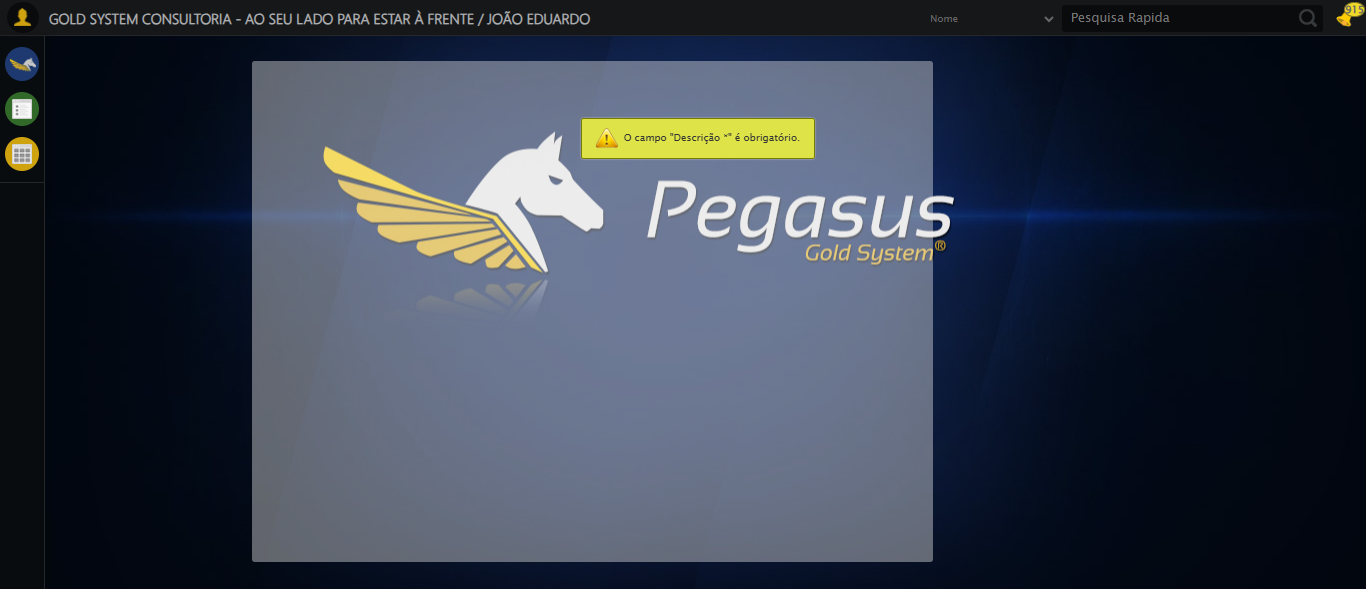 GOLD SYSTEM CONSULTORIA - AO SEU LADO PARA ESTAR À FRENTE / JOÃO EDUARDO
Nome
Pesquisa Rapida
915
O campo "Descrição *" é obrigatório.
Pegasus
Gold System®